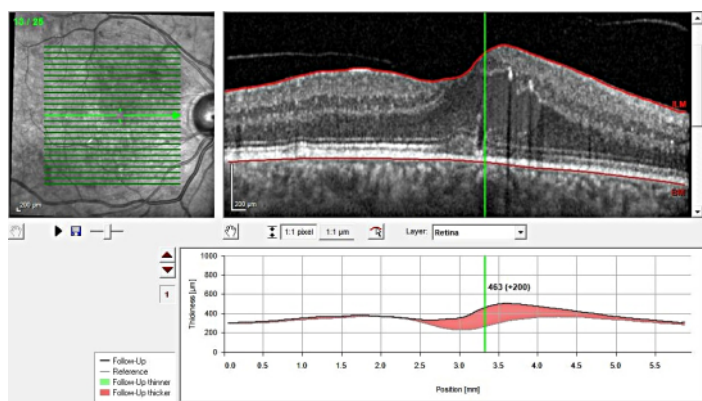 10 / 25
ILM
BM
200 µm
200 µm
1:1 pixel
1:1 µm
Layer:
Retina
1
Thickness [µm]
1000
800
600
400
200
0
463 (+200)
0.0 0.5 1.0 1.5 2.0 2.5 3.0 3.5 4.0 4.5 5.0 5.5
Position [mm]
Follow-Up
Reference
Follow-Up thinner
Follow-Up thicker